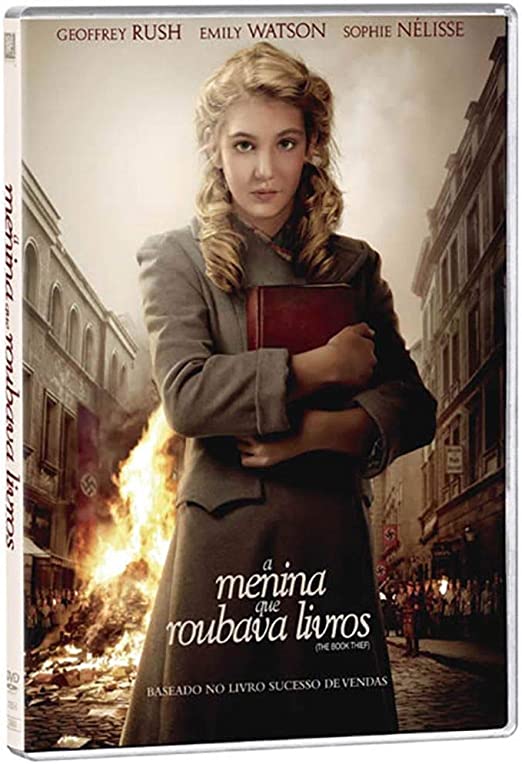 GEOFFREY RUSH EMILY WATSON SOPHIE NÉLISSE
a
menina
que
roubava livros
(THE BOOK THIEF)
BASEADO NO LIVRO SUCESSO DE VENDAS
a menina que roubava livros
DVD